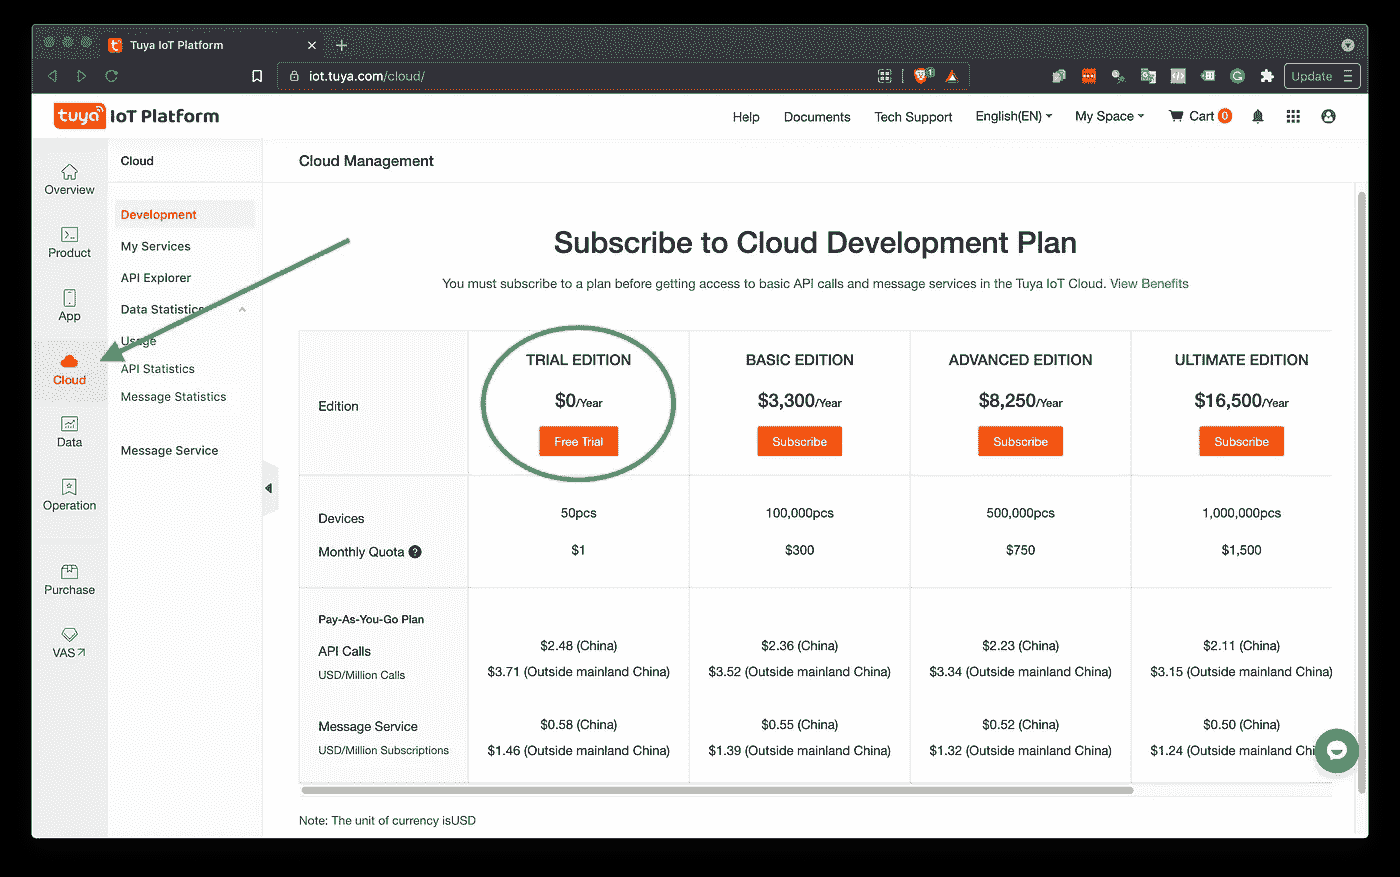 Tuya IoT Platform
iot.tuya.com/cloud/
Update
tuya IoT Platform
Help
Documents
Tech Support
English(EN)
My Space
Cart 0
Overview
Product
App
Cloud
Data
Operation
Purchase
VAS
Cloud
Development
My Services
API Explorer
Data Statistics
Usage
API Statistics
Message Statistics
Message Service
Cloud Management
Subscribe to Cloud Development Plan
You must subscribe to a plan before getting access to basic API calls and message services in the Tuya IoT Cloud. View Benefits
Edition
TRIAL EDITION
$0/Year
Free Trial
BASIC EDITION
$3,300/Year
Subscribe
ADVANCED EDITION
$8,250/Year
Subscribe
ULTIMATE EDITION
$16,500/Year
Subscribe
Devices
50pcs
100,000pcs
500,000pcs
1,000,000pcs
Monthly Quota ?
$1
$300
$750
$1,500
Pay-As-You-Go Plan
API Calls
USD/Million Calls
$2.48 (China)
$3.71 (Outside mainland China)
$2.36 (China)
$3.52 (Outside mainland China)
$2.23 (China)
$3.34 (Outside mainland China)
$2.11 (China)
$3.15 (Outside mainland China)
Message Service
USD/Million Subscriptions
$0.58 (China)
$1.46 (Outside mainland China)
$0.55 (China)
$1.39 (Outside mainland China)
$0.52 (China)
$1.32 (Outside mainland China)
$0.50 (China)
$1.24 (Outside mainland
Note: The unit of currency isUSD